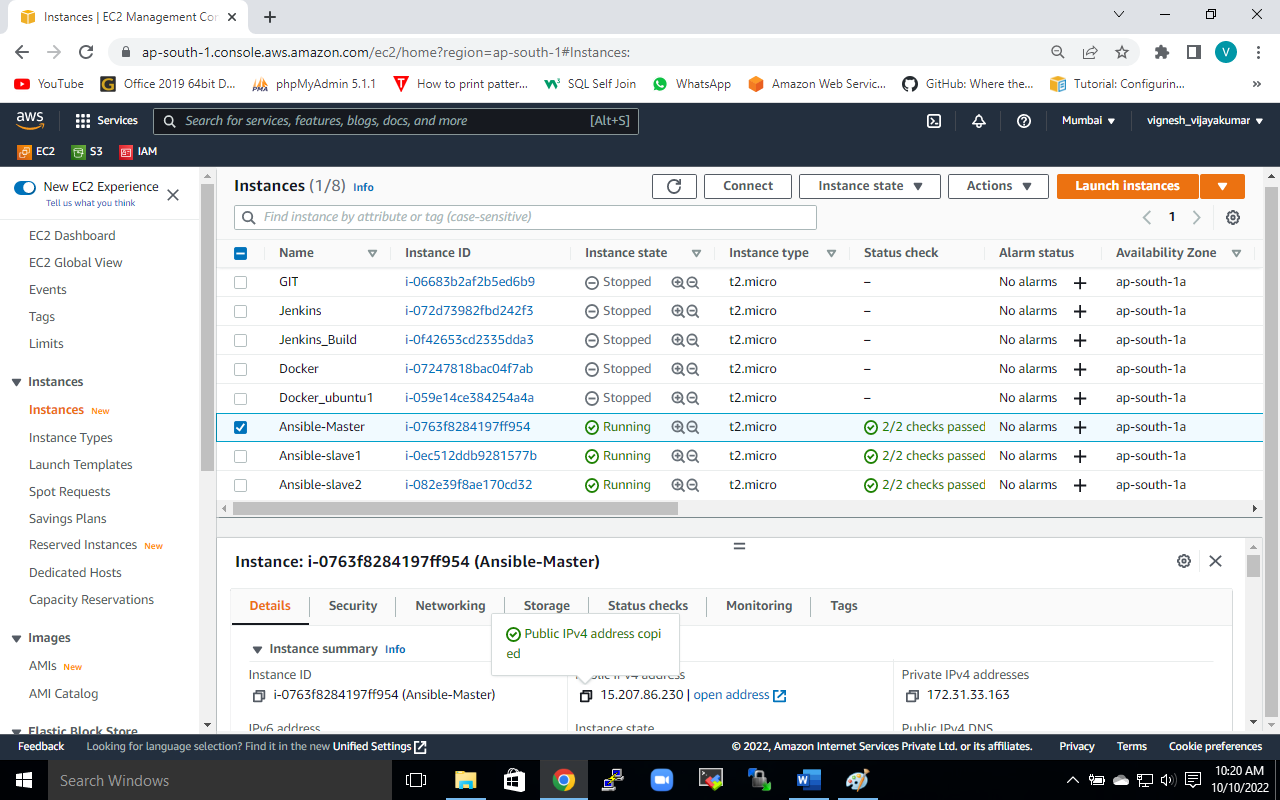 Instances | EC2 Management Con
ap-south-1.console.aws.amazon.com/ec2/home?region=ap-south-1#Instances:
V
YouTube Office 2019 64bit D... phpMyAdmin 5.1.1 How to print patter... SQL Self Join WhatsApp Amazon Web Servic... GitHub: Where the... Tutorial: Configurin... »
aws Services Search for services, features, blogs, docs, and more [Alt+S] Mumbai ▼ vignesh_vijayakumar ▼
EC2 S3 IAM
New EC2 Experience
Tell us what you think
EC2 Dashboard
EC2 Global View
Events
Tags
Limits
Instances
Instances New
Instance Types
Launch Templates
Spot Requests
Savings Plans
Reserved Instances New
Dedicated Hosts
Capacity Reservations
Images
AMIs New
AMI Catalog
Elastic Block Store
Instances (1/8) Info Connect Instance state ▼ Actions ▼ Launch instances ▼
Find instance by attribute or tag (case-sensitive) 1
Name Instance ID Instance state Instance type Status check Alarm status Availability Zone
GIT i-06683b2af2b5ed6b9 Stopped t2.micro – No alarms + ap-south-1a
Jenkins i-072d73982fbd242f3 Stopped t2.micro – No alarms + ap-south-1a
Jenkins_Build i-0f42653cd2335dda3 Stopped t2.micro – No alarms + ap-south-1a
Docker i-07247818bac04f7ab Stopped t2.micro – No alarms + ap-south-1a
Docker_ubuntu1 i-059e14ce384254a4a Stopped t2.micro – No alarms + ap-south-1a
Ansible-Master i-0763f8284197ff954 Running t2.micro 2/2 checks passed No alarms + ap-south-1a
Ansible-slave1 i-0ec512ddb9281577b Running t2.micro 2/2 checks passed No alarms + ap-south-1a
Ansible-slave2 i-082e39f8ae170cd32 Running t2.micro 2/2 checks passed No alarms + ap-south-1a
Instance: i-0763f8284197ff954 (Ansible-Master)
Details Security Networking Storage Status checks Monitoring Tags
Public IPv4 address copi
ed
Instance summary Info
Instance ID Public IPv4 address Private IPv4 addresses
i-0763f8284197ff954 (Ansible-Master) 15.207.86.230 | open address 172.31.33.163
IPv6 address Instance state Public IPv4 DNS
Feedback Looking for language selection? Find it in the new Unified Settings © 2022, Amazon Internet Services Private Ltd. or its affiliates. Privacy Terms Cookie preferences
Search Windows
10:20 AM
10/10/2022